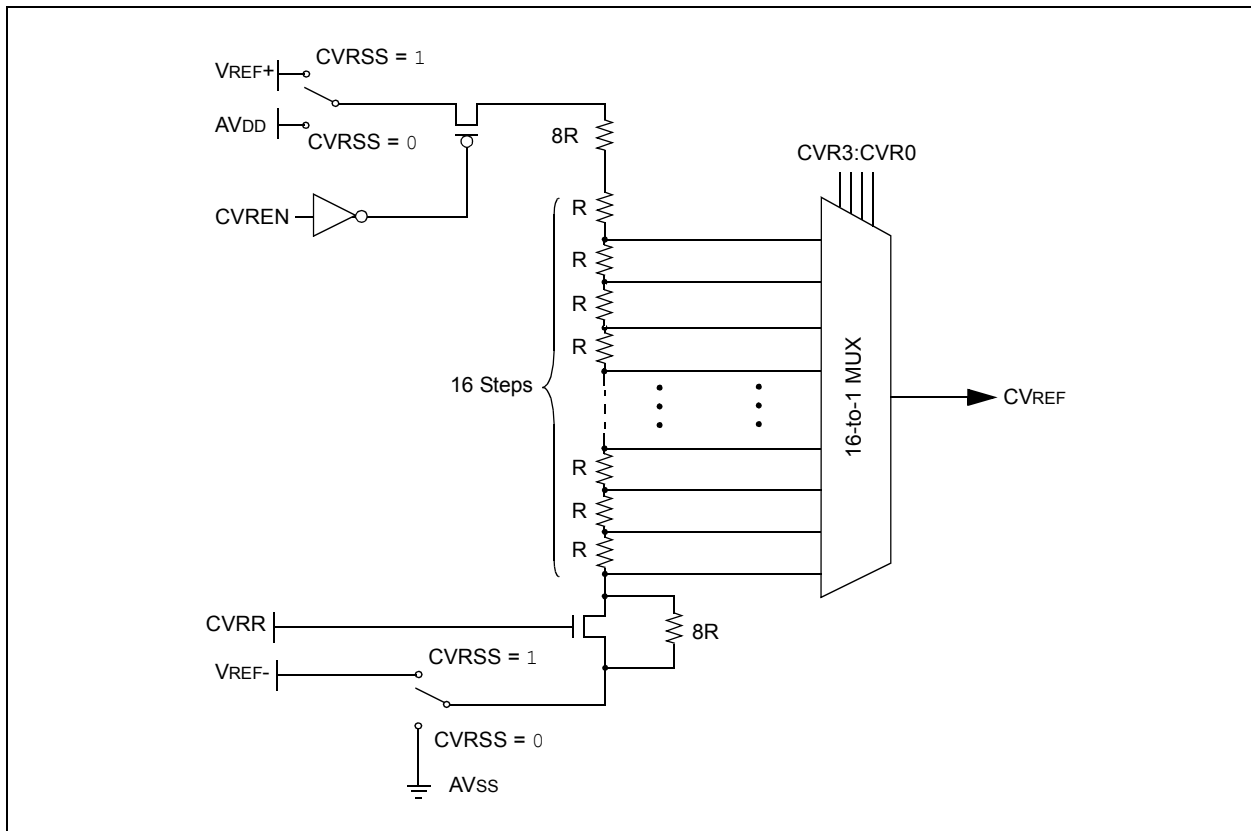 VREF+
CVRSS = 1
AVDD
CVRSS = 0
8R
CVREN
CVR3:CVR0
R
R
R
R
16 Steps
16-to-1 MUX
CVREF
R
R
R
CVRR
8R
CVRSS = 1
VREF-
CVRSS = 0
AVSS